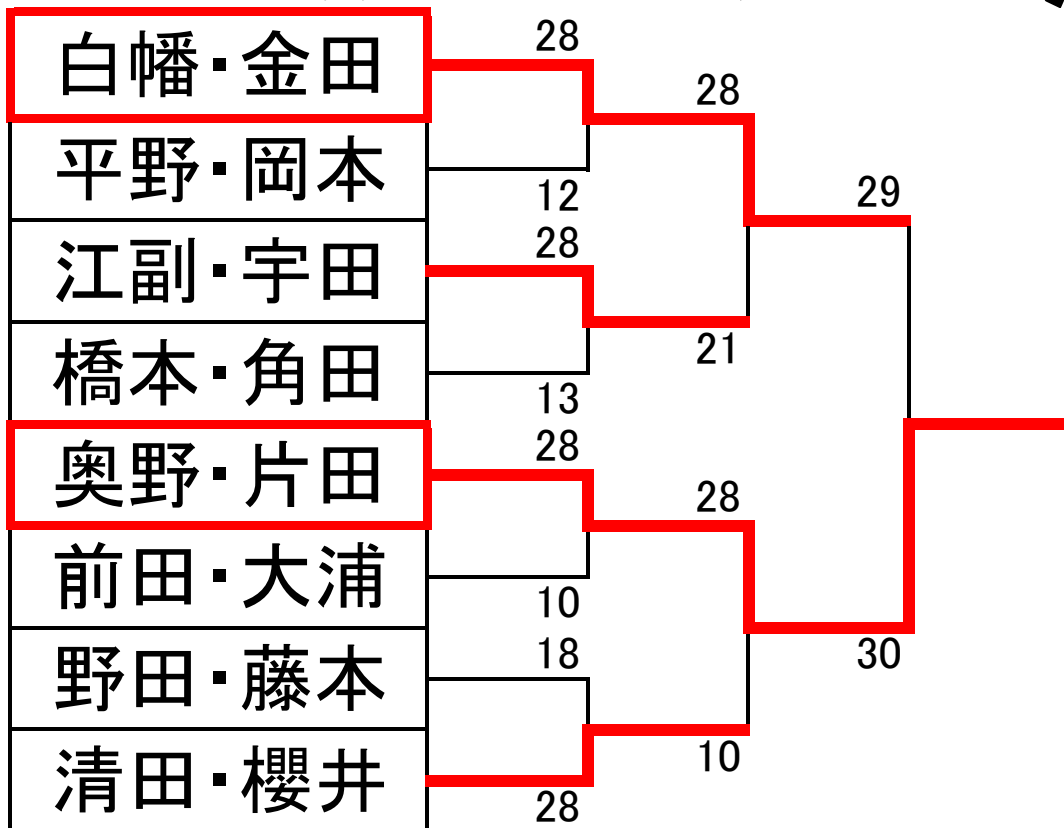 白幡・金田
28
28
平野・岡本
12
29
江副・宇田
28
橋本・角田
13
21
奥野・片田
28
28
前田・大浦
10
30
野田・藤本
18
清田・櫻井
28
10